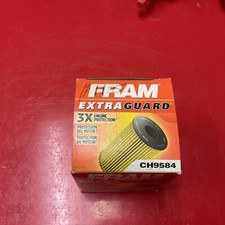 FRAM
EXTRAGUARD
3X ENGINE PROTECTION
PROTECCIÓN DEL MOTOR
PROTECTION DU MOTEUR
CH9584